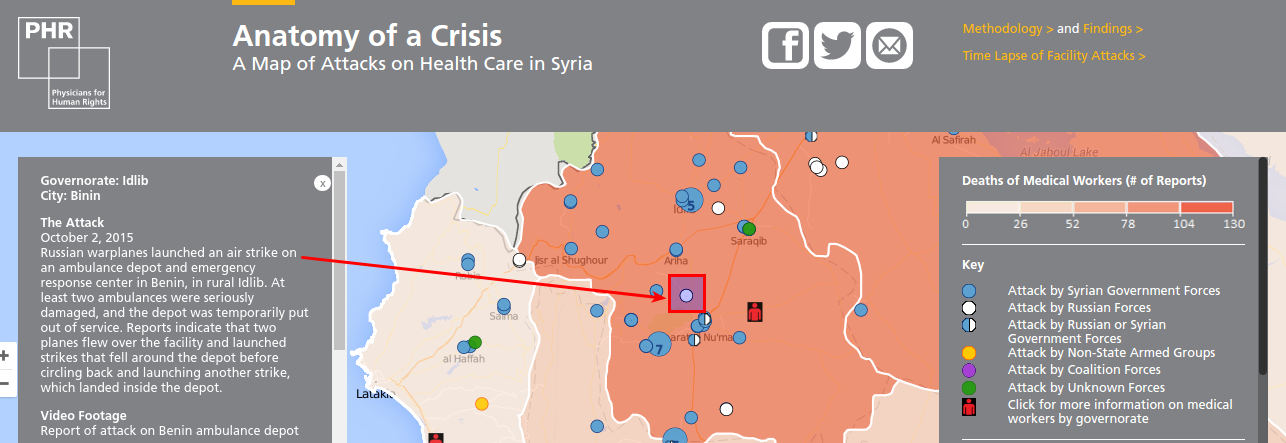 PHR
Physicians for
Human Rights
Anatomy of a Crisis
A Map of Attacks on Health Care in Syria
Methodology > and Findings >
Time Lapse of Facility Attacks >
Governorate: Idlib
City: Binin
x
The Attack
October 2, 2015
Russian warplanes launched an air strike on
an ambulance depot and emergency
response center in Benin, in rural Idlib. At
least two ambulances were seriously
damaged, and the depot was temporarily put
out of service. Reports indicate that two
planes flew over the facility and launched
strikes that fell around the depot before
circling back and launching another strike,
which landed inside the depot.
Video Footage
Report of attack on Benin ambulance depot
+
−
Al Safirah
Al Jaboul Lake
5
Saraqib
Jisr al Shughour
Ariha
Salma
7
al Haffah
Latakia
Deaths of Medical Workers (# of Reports)
0 26 52 78 104 130
Key
Attack by Syrian Government Forces
Attack by Russian Forces
Attack by Russian or Syrian
Government Forces
Attack by Non-State Armed Groups
Attack by Coalition Forces
Attack by Unknown Forces
Click for more information on medical
workers by governorate